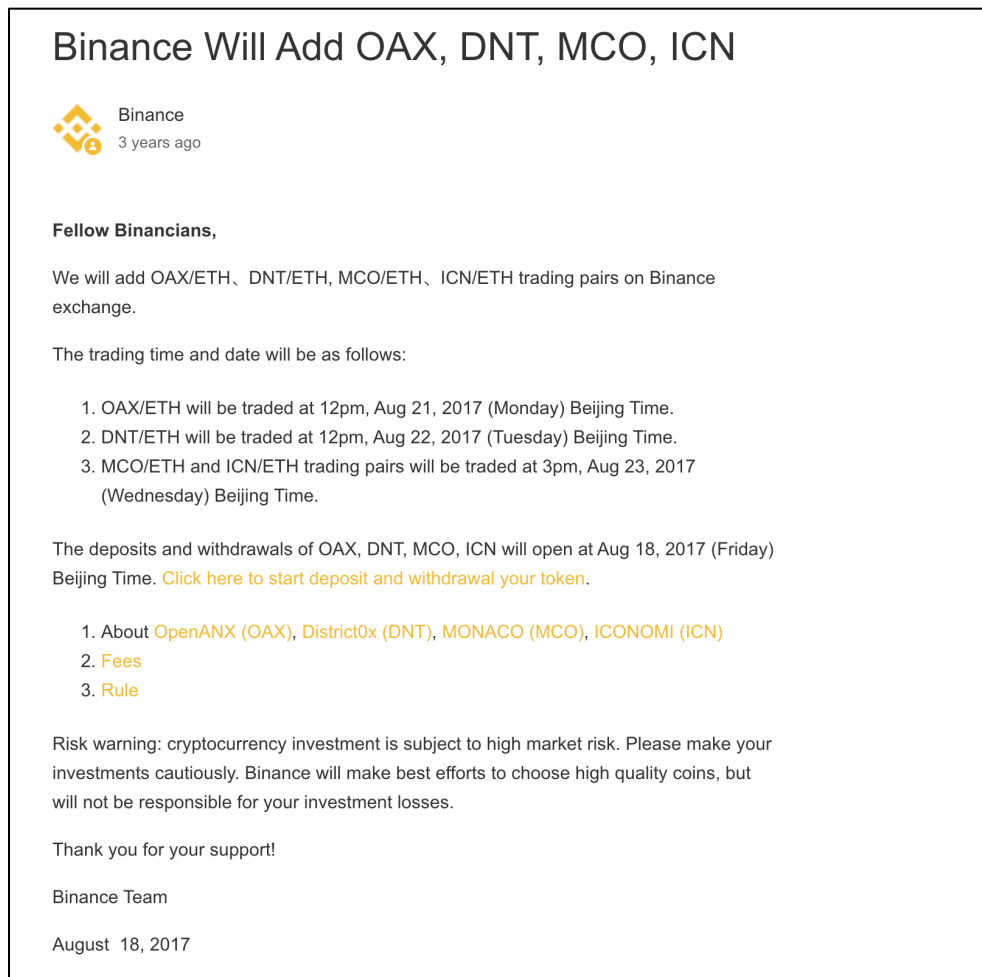 Binance Will Add OAX, DNT, MCO, ICN
Binance
3 years ago
Fellow Binancians,
We will add OAX/ETH、DNT/ETH, MCO/ETH、ICN/ETH trading pairs on Binance
exchange.
The trading time and date will be as follows:
1. OAX/ETH will be traded at 12pm, Aug 21, 2017 (Monday) Beijing Time.
2. DNT/ETH will be traded at 12pm, Aug 22, 2017 (Tuesday) Beijing Time.
3. MCO/ETH and ICN/ETH trading pairs will be traded at 3pm, Aug 23, 2017
(Wednesday) Beijing Time.
The deposits and withdrawals of OAX, DNT, MCO, ICN will open at Aug 18, 2017 (Friday)
Beijing Time. Click here to start deposit and withdrawal your token.
1. About OpenANX (OAX), District0x (DNT), MONACO (MCO), ICONOMI (ICN)
2. Fees
3. Rule
Risk warning: cryptocurrency investment is subject to high market risk. Please make your
investments cautiously. Binance will make best efforts to choose high quality coins, but
will not be responsible for your investment losses.
Thank you for your support!
Binance Team
August  18, 2017